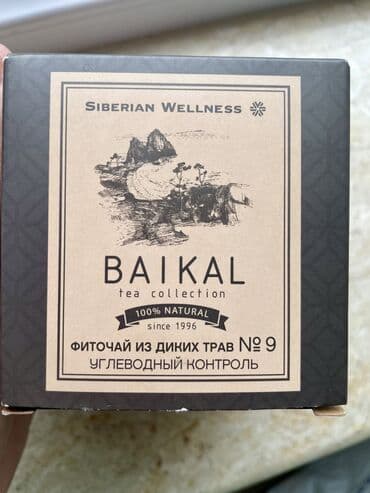 SIBERIAN WELLNESS
BAIKAL
tea collection
100% NATURAL
since 1996
ФИТОЧАЙ ИЗ ДИКИХ ТРАВ № 9
УГЛЕВОДНЫЙ КОНТРОЛЬ